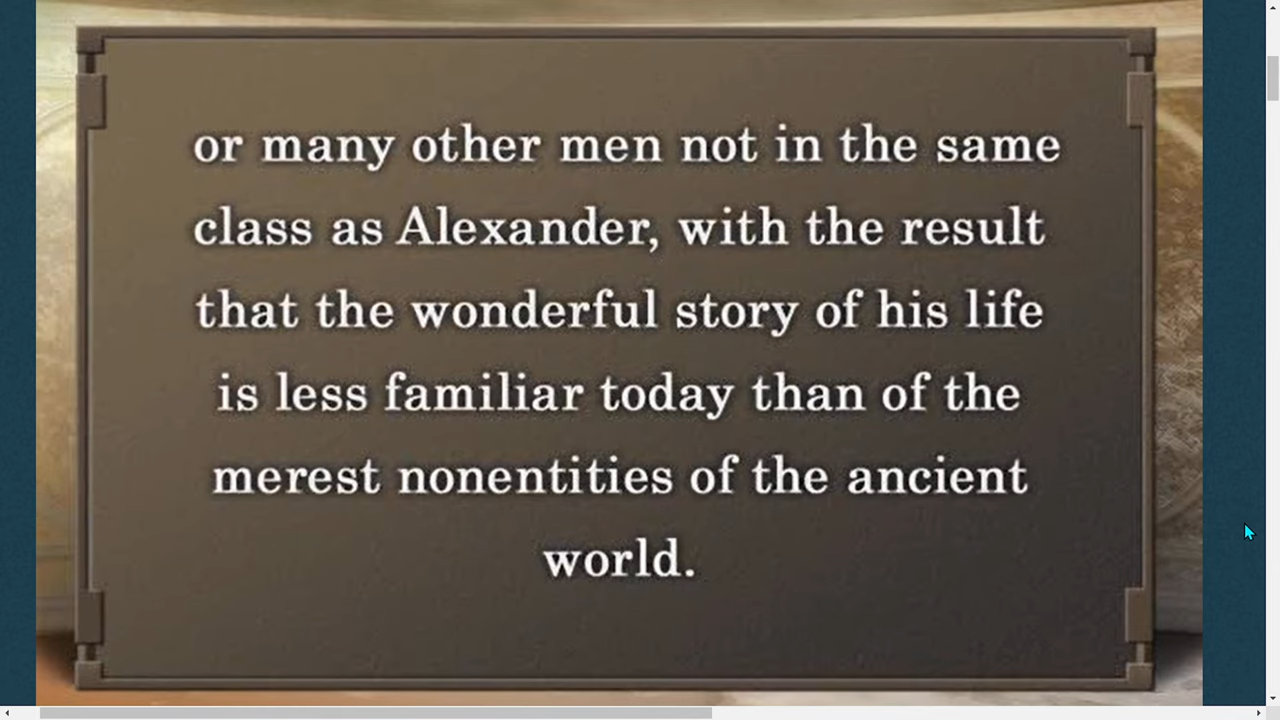 or many other men not in the same
class as Alexander, with the result
that the wonderful story of his life
is less familiar today than of the
merest nonentities of the ancient
world.